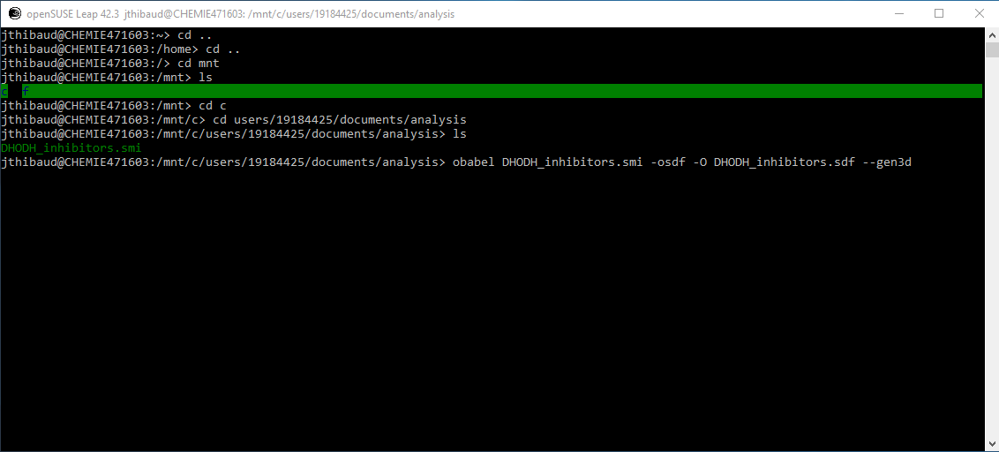 openSUSE Leap 42.3 jthibaud@CHEMIE471603: /mnt/c/users/19184425/documents/analysis
jthibaud@CHEMIE471603:~> cd ..
jthibaud@CHEMIE471603:/home> cd ..
jthibaud@CHEMIE471603:/> cd mnt
jthibaud@CHEMIE471603:/mnt> ls
c  f
jthibaud@CHEMIE471603:/mnt> cd c
jthibaud@CHEMIE471603:/mnt/c> cd users/19184425/documents/analysis
jthibaud@CHEMIE471603:/mnt/c/users/19184425/documents/analysis> ls
DHODH_inhibitors.smi
jthibaud@CHEMIE471603:/mnt/c/users/19184425/documents/analysis> obabel DHODH_inhibitors.smi -osdf -O DHODH_inhibitors.sdf --gen3d